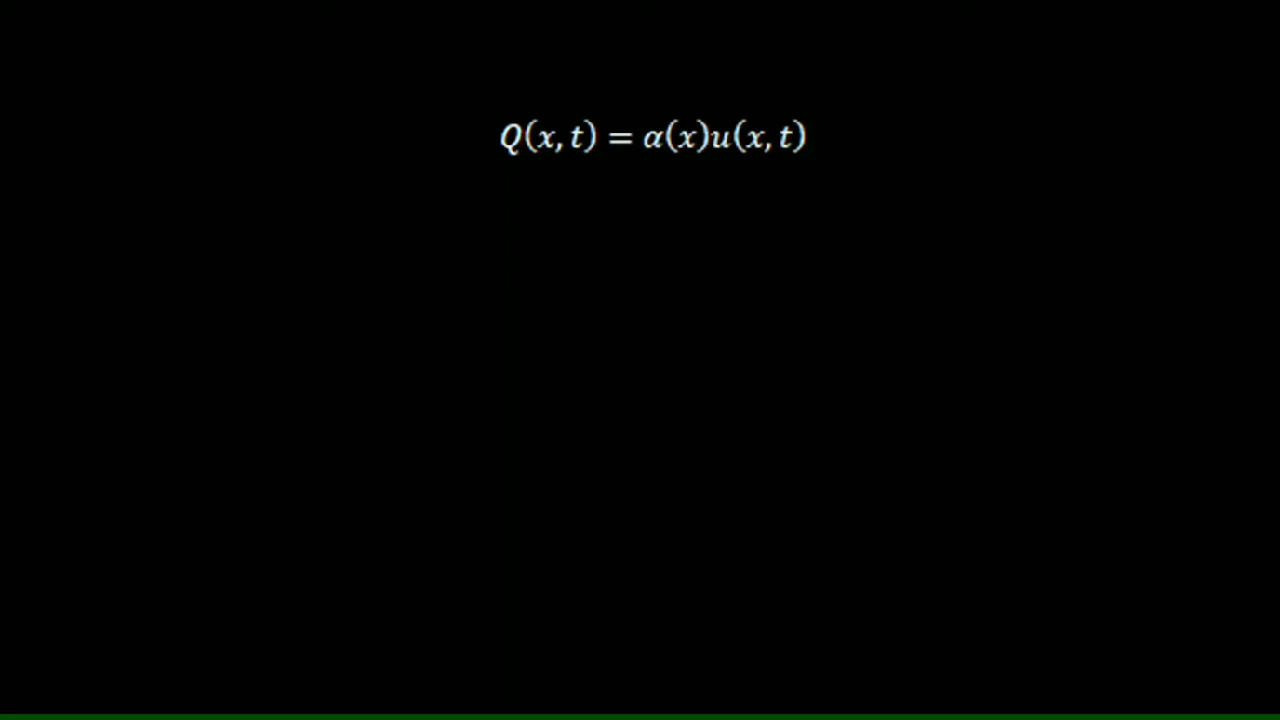 Q(x, t) = α(x)u(x, t)